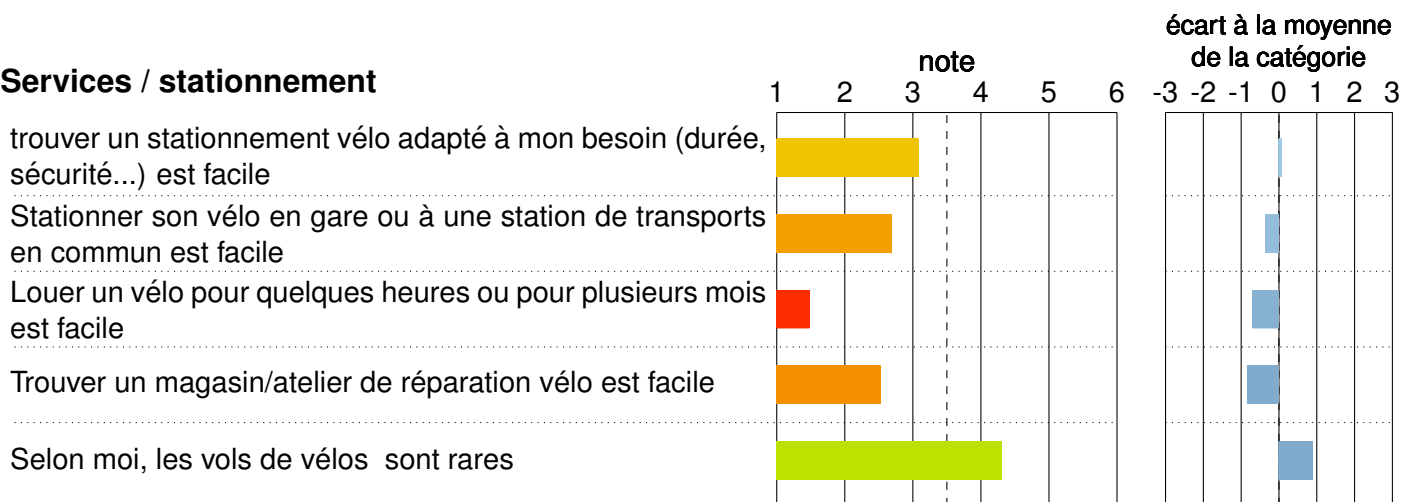 écart à la moyenne
note de la catégorie
Services / stationnement
1 2 3 4 5 6 -3 -2 -1 0 1 2 3
trouver un stationnement vélo adapté à mon besoin (durée,
sécurité...) est facile
Stationner son vélo en gare ou à une station de transports
en commun est facile
Louer un vélo pour quelques heures ou pour plusieurs mois
est facile
Trouver un magasin/atelier de réparation vélo est facile
Selon moi, les vols de vélos sont rares